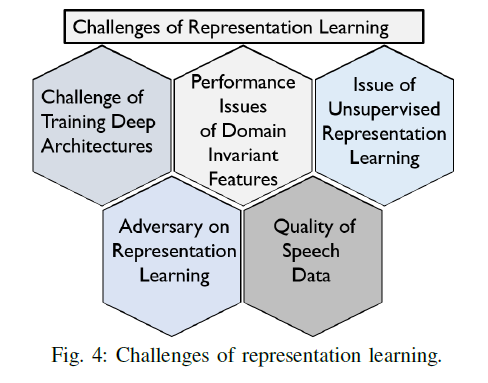 Challenges of Representation Learning
Challenge of
Training Deep
Architectures
Performance
Issues
of Domain
Invariant
Features
Issue of
Unsupervised
Representation
Learning
Adversary on
Representation
Learning
Quality of
Speech
Data
Fig. 4: Challenges of representation learning.